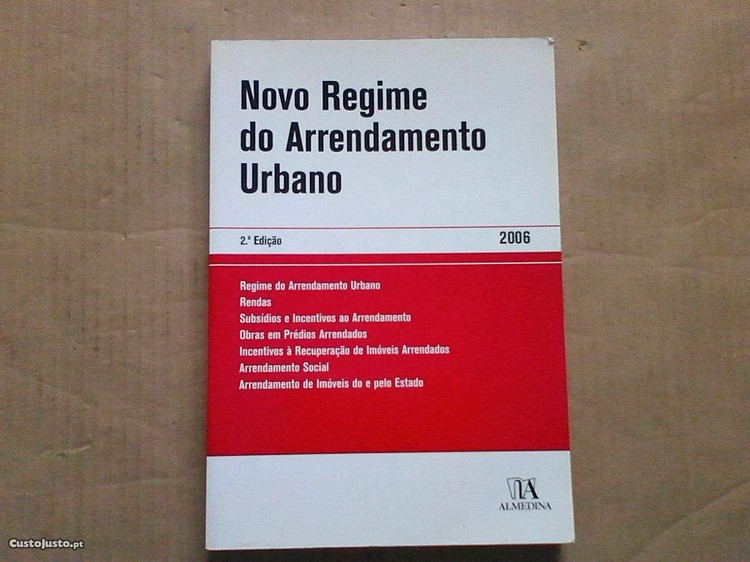 Novo Regime
do Arrendamento
Urbano
2.ª Edição
2006
Regime do Arrendamento Urbano
Rendas
Subsídios e Incentivos ao Arrendamento
Obras em Prédios Arrendados
Incentivos à Recuperação de Imóveis Arrendados
Arrendamento Social
Arrendamento de Imóveis do e pelo Estado
ALMEDINA
CustoJusto.pt